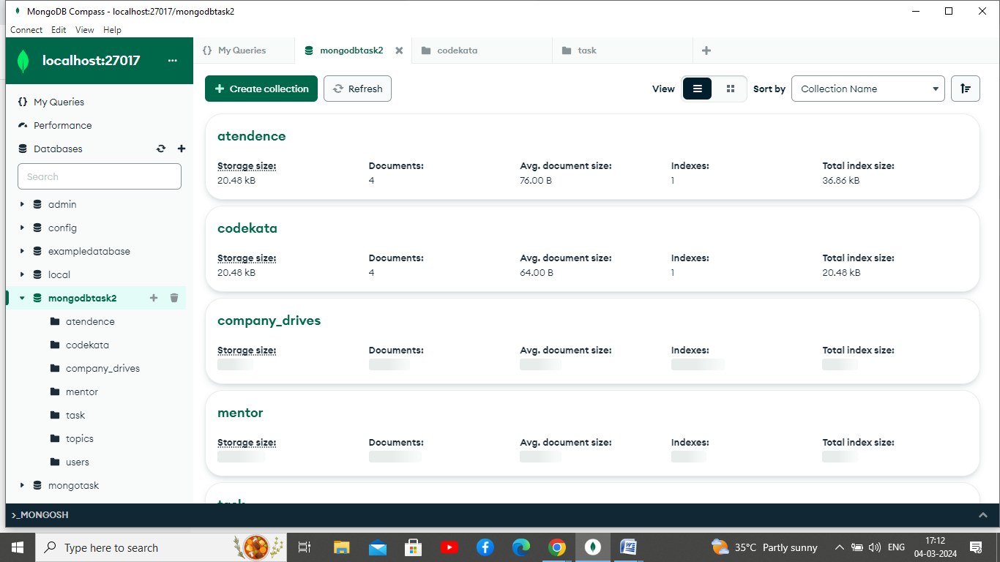 MongoDB Compass - localhost:27017/mongodbtask2
Connect Edit View Help
localhost:27017 ...
My Queries
Performance
Databases
Search
admin
config
exampledatabase
local
mongodbtask2
atendence
codekata
company_drives
mentor
task
topics
users
mongotask
{} My Queries mongodbtask2 codekata task
Create collection Refresh View Sort by Collection Name
atendence
Storage size: Documents: Avg. document size: Indexes: Total index size:
20.48 kB 4 76.00 B 1 36.86 kB
codekata
Storage size: Documents: Avg. document size: Indexes: Total index size:
20.48 kB 4 64.00 B 1 20.48 kB
company_drives
Storage size: Documents: Avg. document size: Indexes: Total index size:
mentor
Storage size: Documents: Avg. document size: Indexes: Total index size:
task
>_MONGOSH
Type here to search 35°C Partly sunny ENG 17:12
04-03-2024